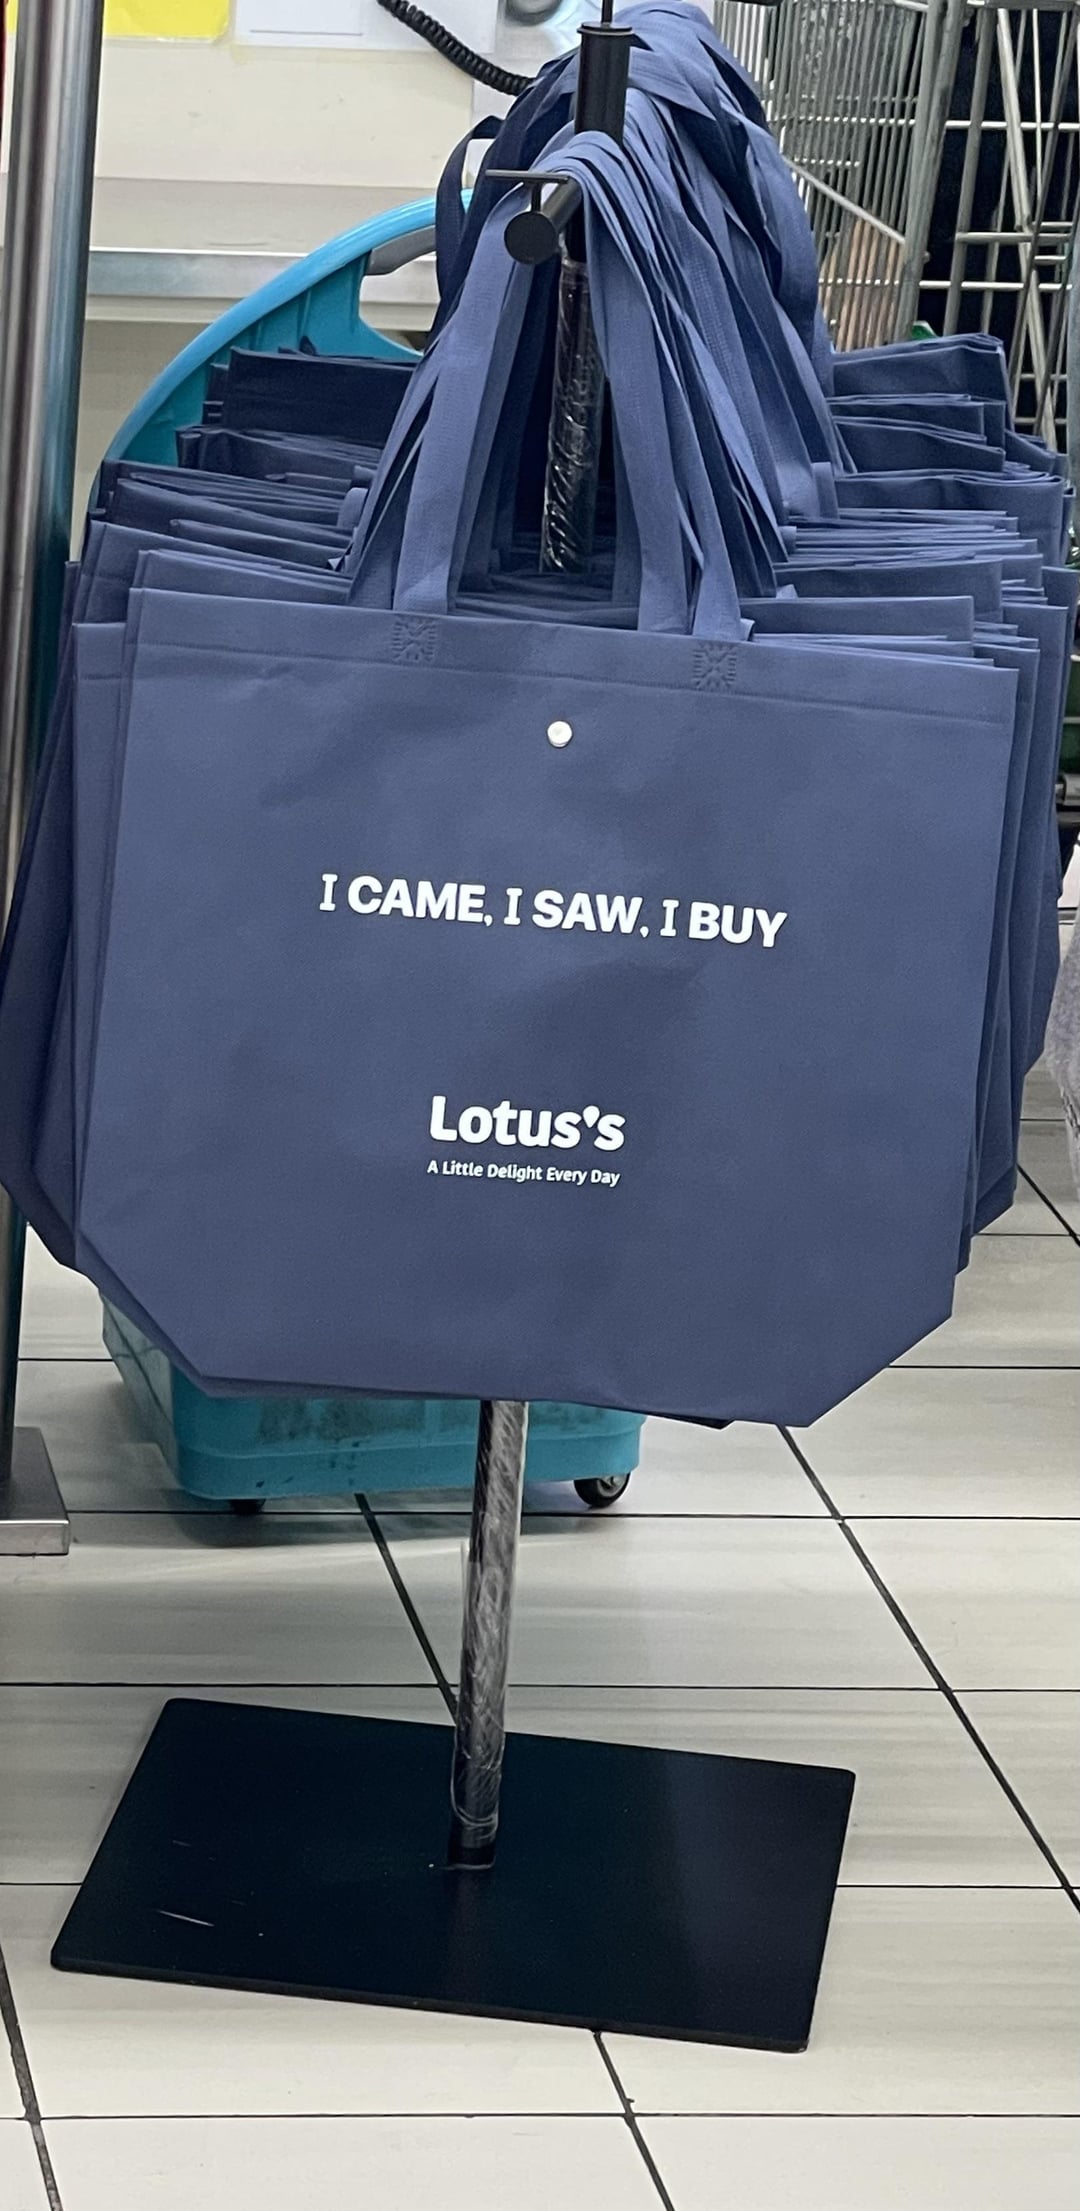 I CAME, I SAW, I BUY
Lotus's
A Little Delight Every Day